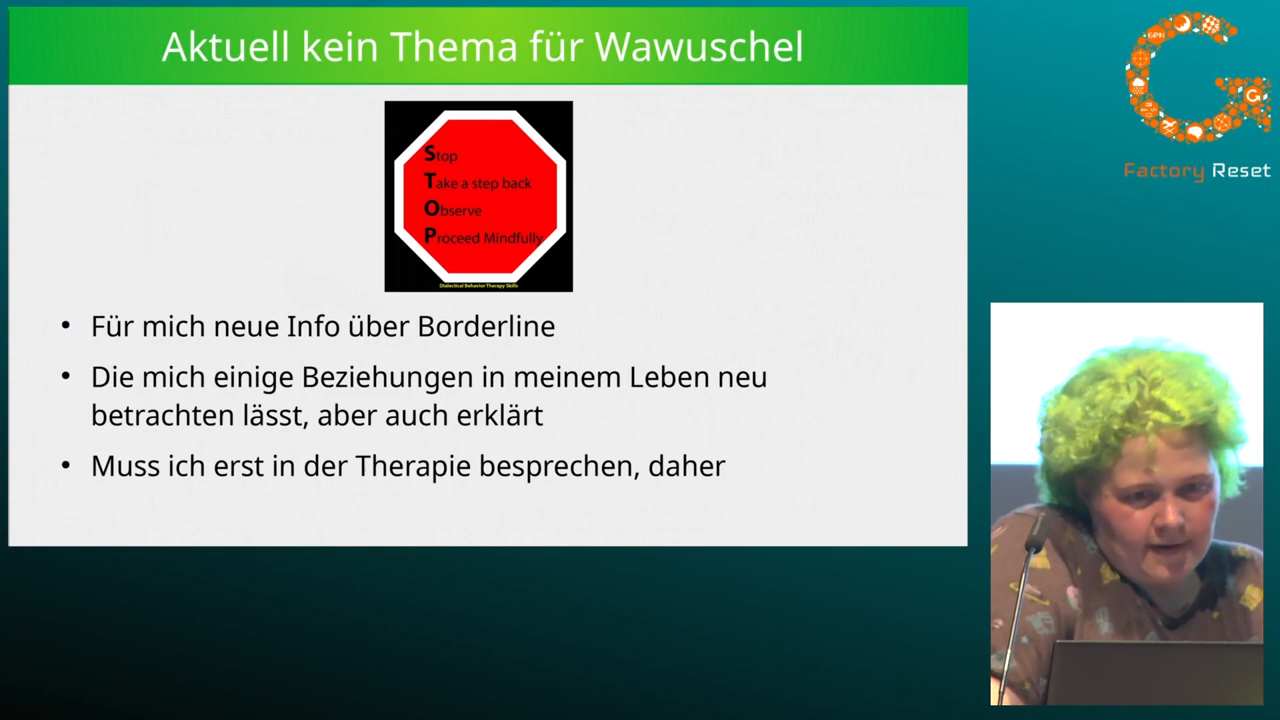 Aktuell kein Thema für Wawuschel
Stop
Take a step back
Observe
Proceed Mindfully
Dialectical Behavior Therapy Skills
• Für mich neue Info über Borderline
• Die mich einige Beziehungen in meinem Leben neu
betrachten lässt, aber auch erklärt
• Muss ich erst in der Therapie besprechen, daher
GPN
G
Factory Reset